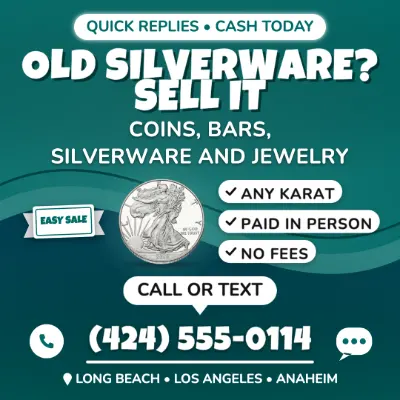 QUICK REPLIES • CASH TODAY
OLD SILVERWARE?
SELL IT
COINS, BARS,
SILVERWARE AND JEWELRY
EASY SALE
ANY KARAT
PAID IN PERSON
NO FEES
CALL OR TEXT
(424) 555-0114
LONG BEACH • LOS ANGELES • ANAHEIM